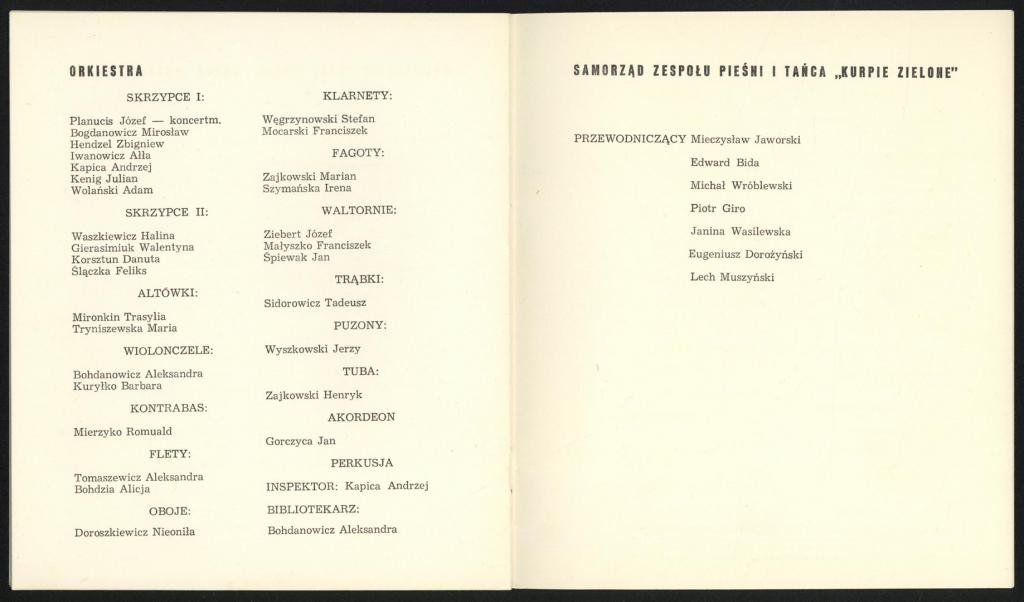 ORKIESTRA
SKRZYPCE I:
Planucis Józef — koncertm.
Bogdanowicz Mirosław
Hendzel Zbigniew
Iwanowicz Ałła
Kapica Andrzej
Kenig Julian
Wolański Adam
SKRZYPCE II:
Waszkiewicz Halina
Gierasimiuk Walentyna
Korsztun Danuta
Ślączka Feliks
ALTÓWKI:
Mironkin Trasylia
Tryniszewska Maria
WIOLONCZELE:
Bohdanowicz Aleksandra
Kuryłko Barbara
KONTRABAS:
Mierzyko Romuald
FLETY:
Tomaszewicz Aleksandra
Bohdzia Alicja
OBOJE:
Doroszkiewicz Nieoniła
KLARNETY:
Węgrzynowski Stefan
Mocarski Franciszek
FAGOTY:
Zajkowski Marian
Szymańska Irena
WALTORNIE:
Ziebert Józef
Małyszko Franciszek
Śpiewak Jan
TRĄBKI:
Sidorowicz Tadeusz
PUZONY:
Wyszkowski Jerzy
TUBA:
Zajkowski Henryk
AKORDEON
Gorczyca Jan
PERKUSJA
INSPEKTOR: Kapica Andrzej
BIBLIOTEKARZ:
Bohdanowicz Aleksandra
SAMORZĄD ZESPOŁU PIEŚNI I TAŃCA „KURPIE ZIELONE”
PRZEWODNICZĄCY Mieczysław Jaworski
Edward Bida
Michał Wróblewski
Piotr Giro
Janina Wasilewska
Eugeniusz Dorożyński
Lech Muszyński